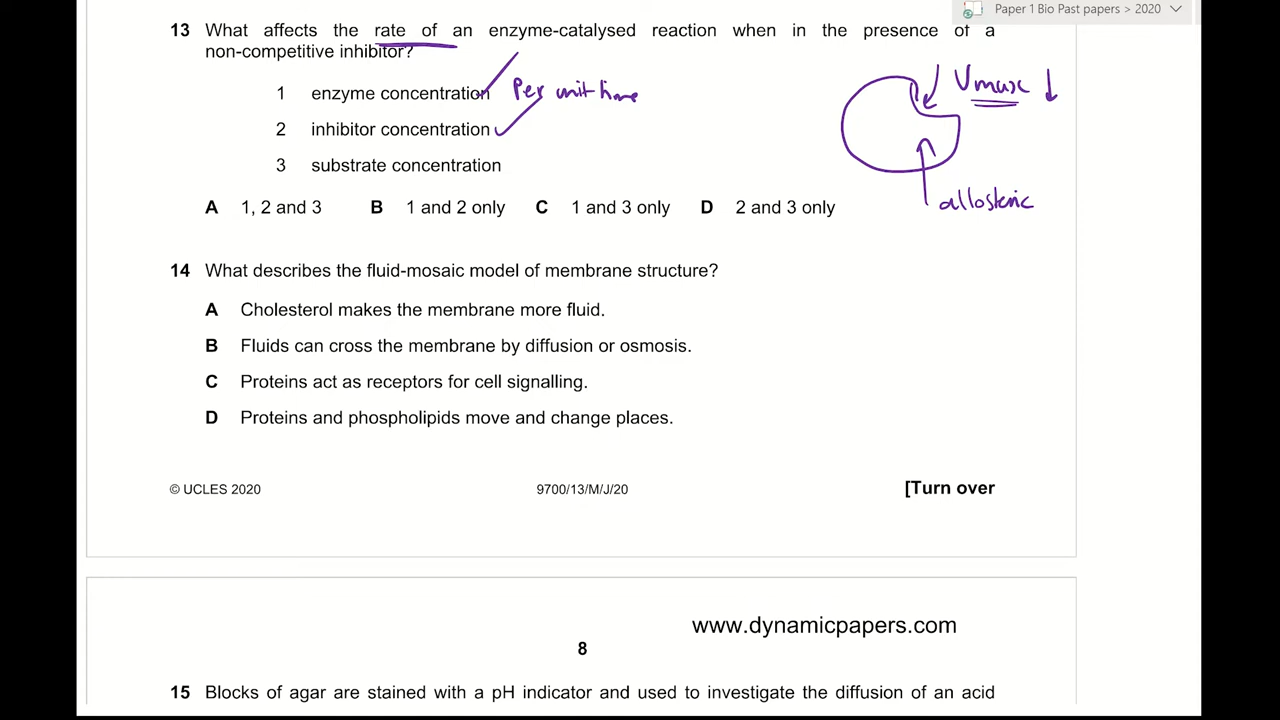 Paper 1 Bio Past papers > 2020
13 What affects the rate of an enzyme-catalysed reaction when in the presence of a
non-competitive inhibitor?
1 enzyme concentration Per unit time
2 inhibitor concentration
3 substrate concentration
Vmax ↓
allosteric
A 1, 2 and 3 B 1 and 2 only C 1 and 3 only D 2 and 3 only
14 What describes the fluid-mosaic model of membrane structure?
A Cholesterol makes the membrane more fluid.
B Fluids can cross the membrane by diffusion or osmosis.
C Proteins act as receptors for cell signalling.
D Proteins and phospholipids move and change places.
© UCLES 2020 9700/13/M/J/20 [Turn over
www.dynamicpapers.com
8
15 Blocks of agar are stained with a pH indicator and used to investigate the diffusion of an acid